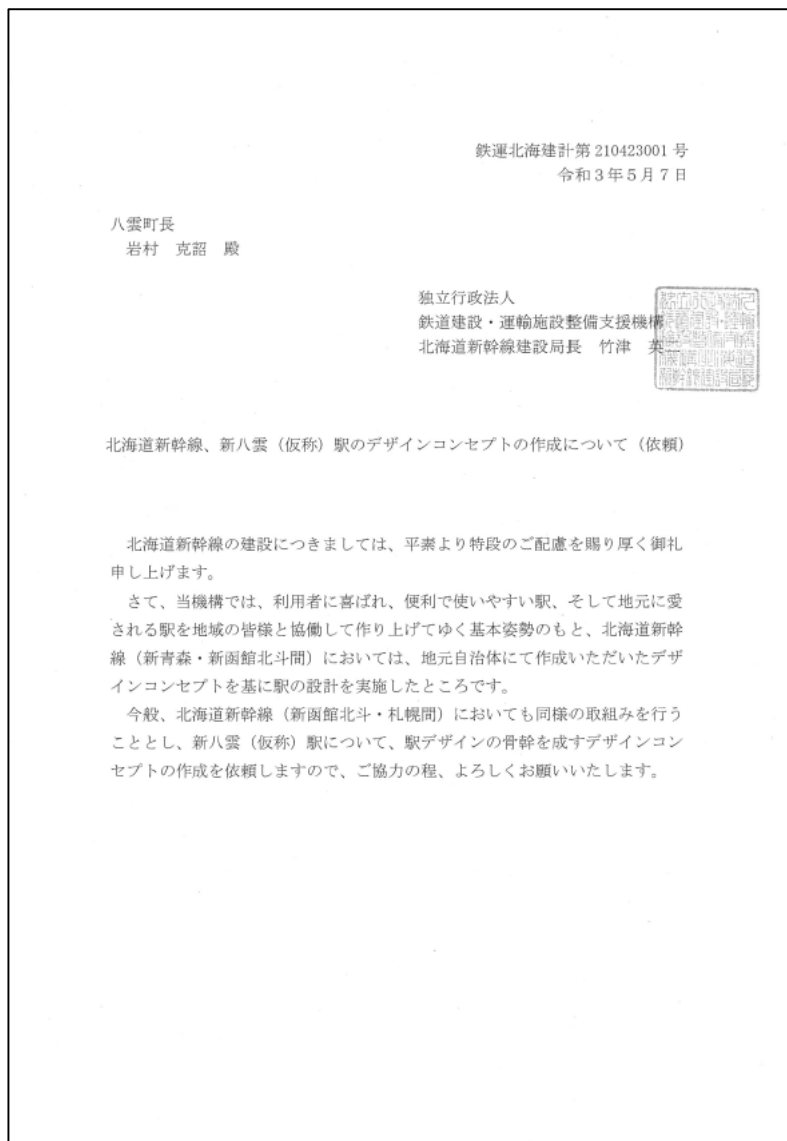 鉄運北海建計第 210423001 号
令和３年５月７日
八雲町長
岩村　克詔　殿
独立行政法人
鉄道建設・運輸施設整備支援機構
北海道新幹線建設局長　竹津　英
北海道新幹線、新八雲（仮称）駅のデザインコンセプトの作成について（依頼）
北海道新幹線の建設につきましては、平素より特段のご配慮を賜り厚く御礼
申し上げます。
さて、当機構では、利用者に喜ばれ、便利で使いやすい駅、そして地元に愛
される駅を地域の皆様と協働して作り上げてゆく基本姿勢のもと、北海道新幹
線（新青森・新函館北斗間）においては、地元自治体にて作成いただいたデザ
インコンセプトを基に駅の設計を実施したところです。
今般、北海道新幹線（新函館北斗・札幌間）においても同様の取組みを行う
こととし、新八雲（仮称）駅について、駅デザインの骨幹を成すデザインコン
セプトの作成を依頼しますので、ご協力の程、よろしくお願いいたします。